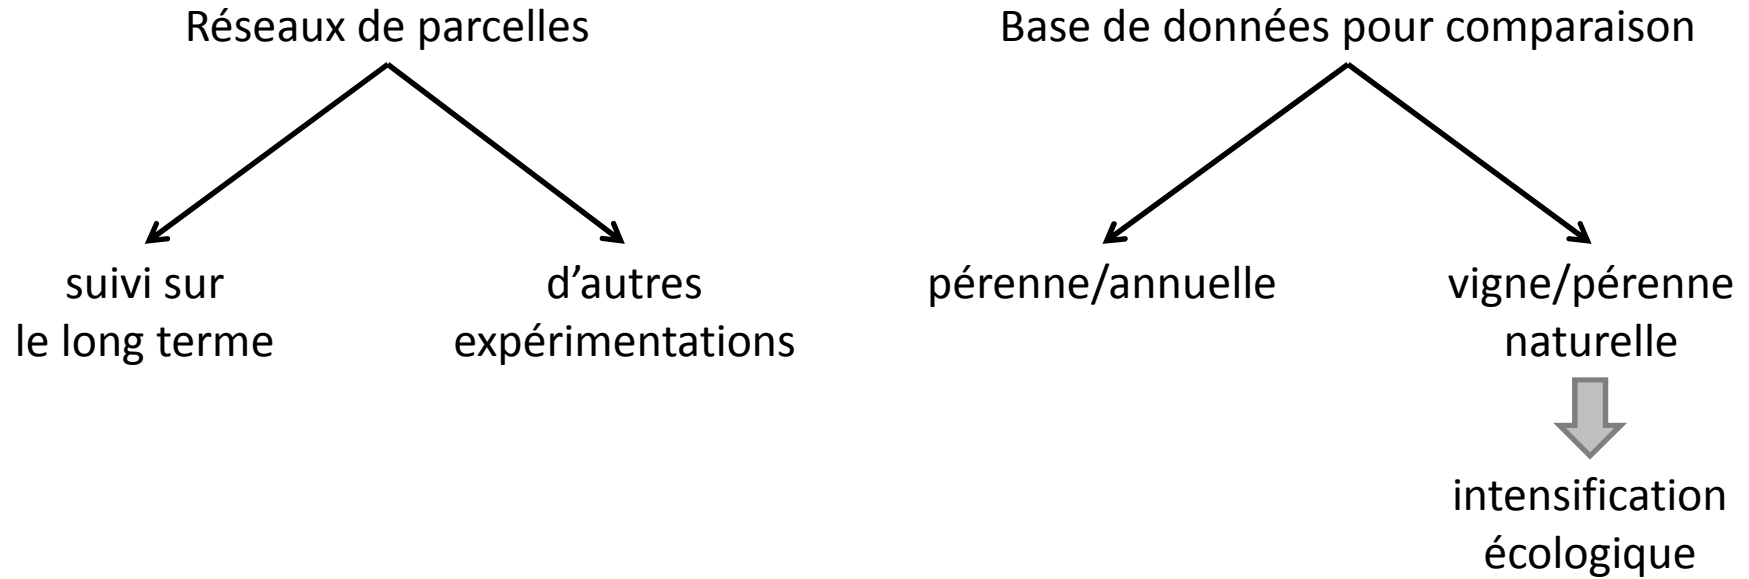 Réseaux de parcelles
Base de données pour comparaison
suivi sur
le long terme
d’autres
expérimentations
pérenne/annuelle
vigne/pérenne
naturelle
intensification
écologique